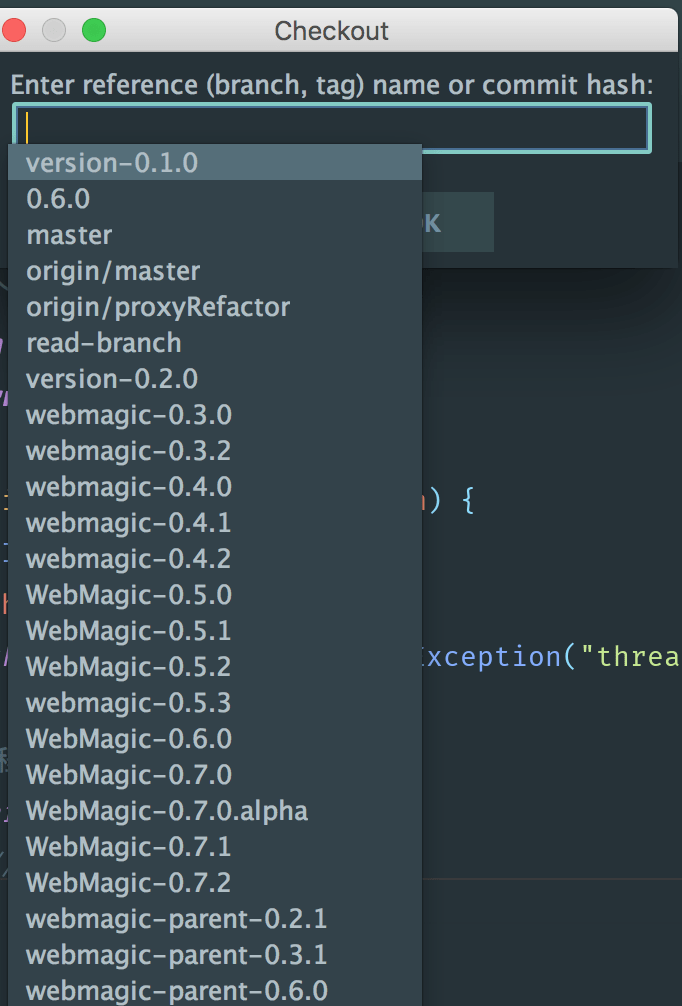 Checkout
Enter reference (branch, tag) name or commit hash:
version-0.1.0
0.6.0
master
origin/master
origin/proxyRefactor
read-branch
version-0.2.0
webmagic-0.3.0
webmagic-0.3.2
webmagic-0.4.0
) {
webmagic-0.4.1
webmagic-0.4.2
WebMagic-0.5.0
WebMagic-0.5.1
WebMagic-0.5.2
xception("threa
webmagic-0.5.3
WebMagic-0.6.0
WebMagic-0.7.0
WebMagic-0.7.0.alpha
WebMagic-0.7.1
WebMagic-0.7.2
webmagic-parent-0.2.1
webmagic-parent-0.3.1
webmagic-parent-0.6.0